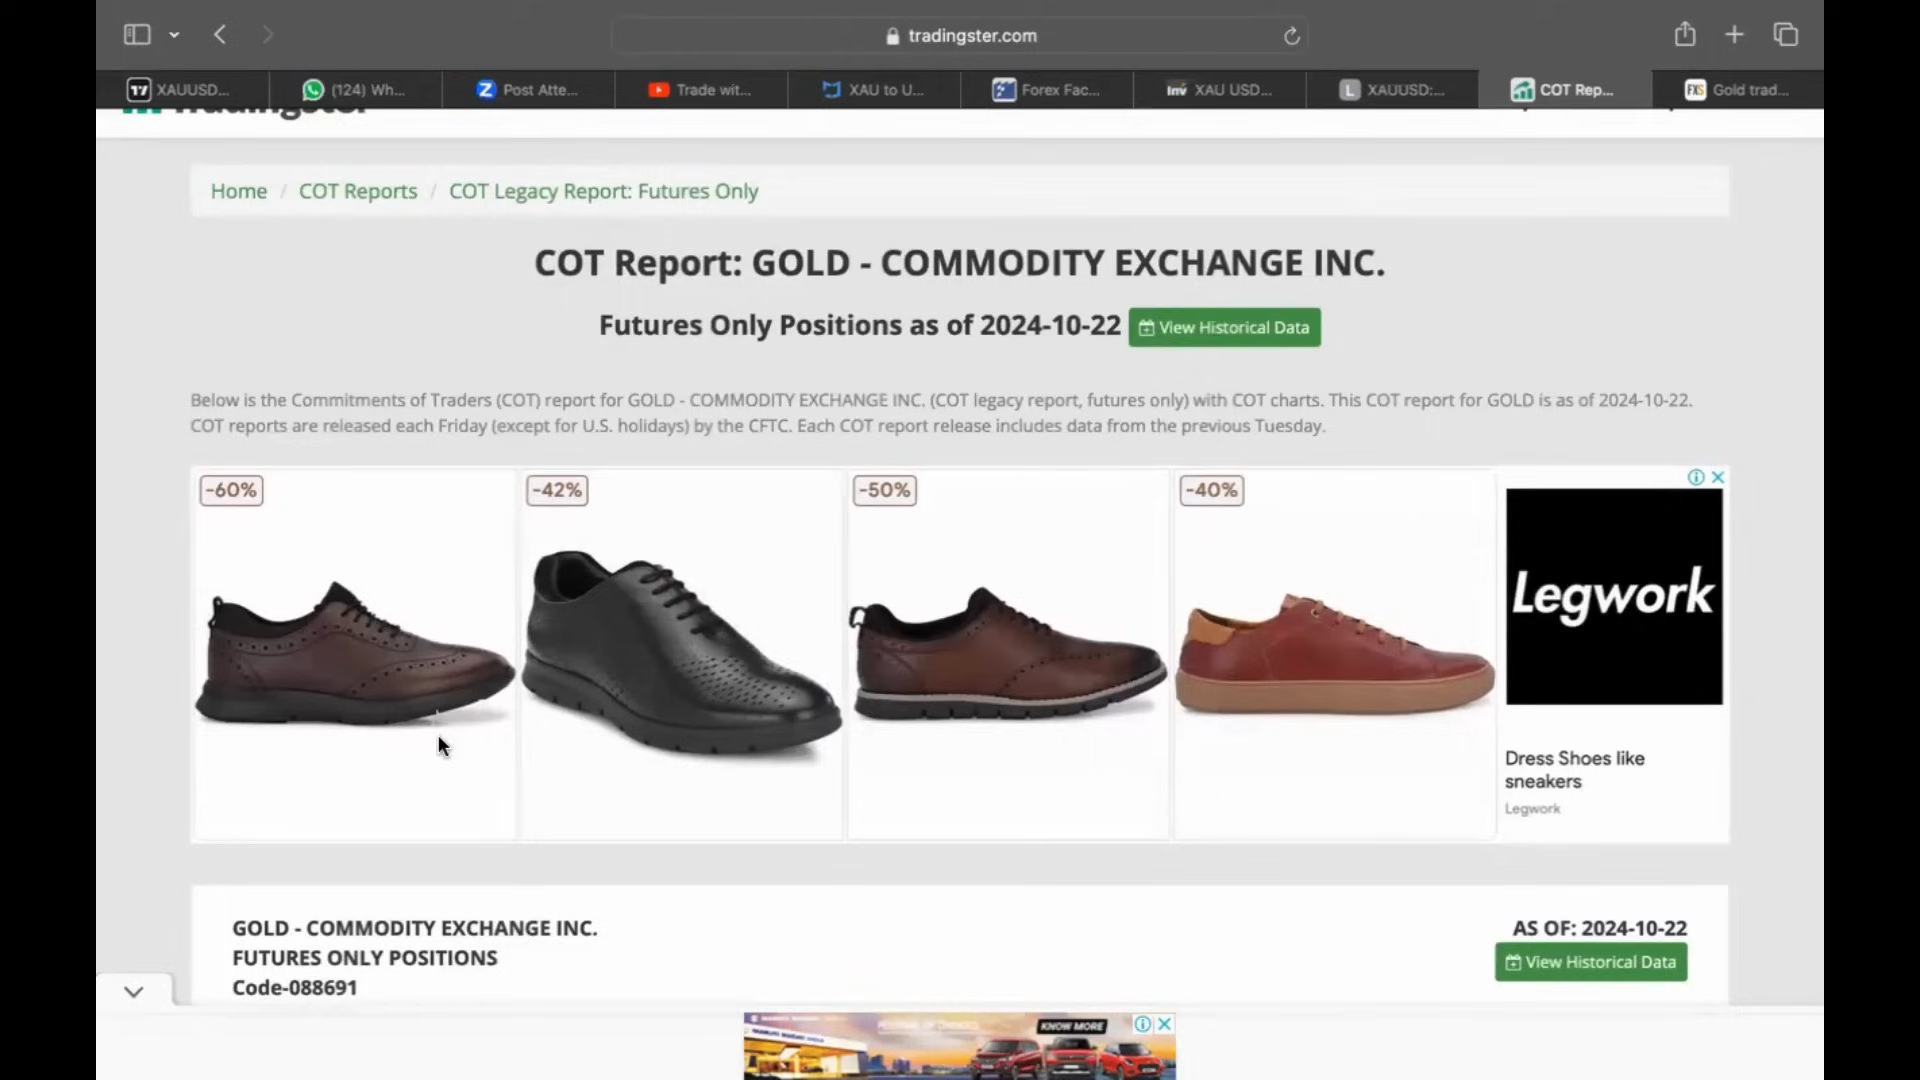 tradingster.com
XAUUSD...
(124) Wh...
Post Atte...
Trade wit...
XAU to U...
Forex Fac...
Inv XAU USD...
L XAUUSD:...
COT Rep...
FXS Gold trad...
Home / COT Reports / COT Legacy Report: Futures Only
COT Report: GOLD - COMMODITY EXCHANGE INC.
Futures Only Positions as of 2024-10-22 View Historical Data
Below is the Commitments of Traders (COT) report for GOLD - COMMODITY EXCHANGE INC. (COT legacy report, futures only) with COT charts. This COT report for GOLD is as of 2024-10-22.
COT reports are released each Friday (except for U.S. holidays) by the CFTC. Each COT report release includes data from the previous Tuesday.
-60% -42% -50% -40%
Legwork
Dress Shoes like
sneakers
Legwork
GOLD - COMMODITY EXCHANGE INC. AS OF: 2024-10-22
FUTURES ONLY POSITIONS View Historical Data
Code-088691
KNOW MORE